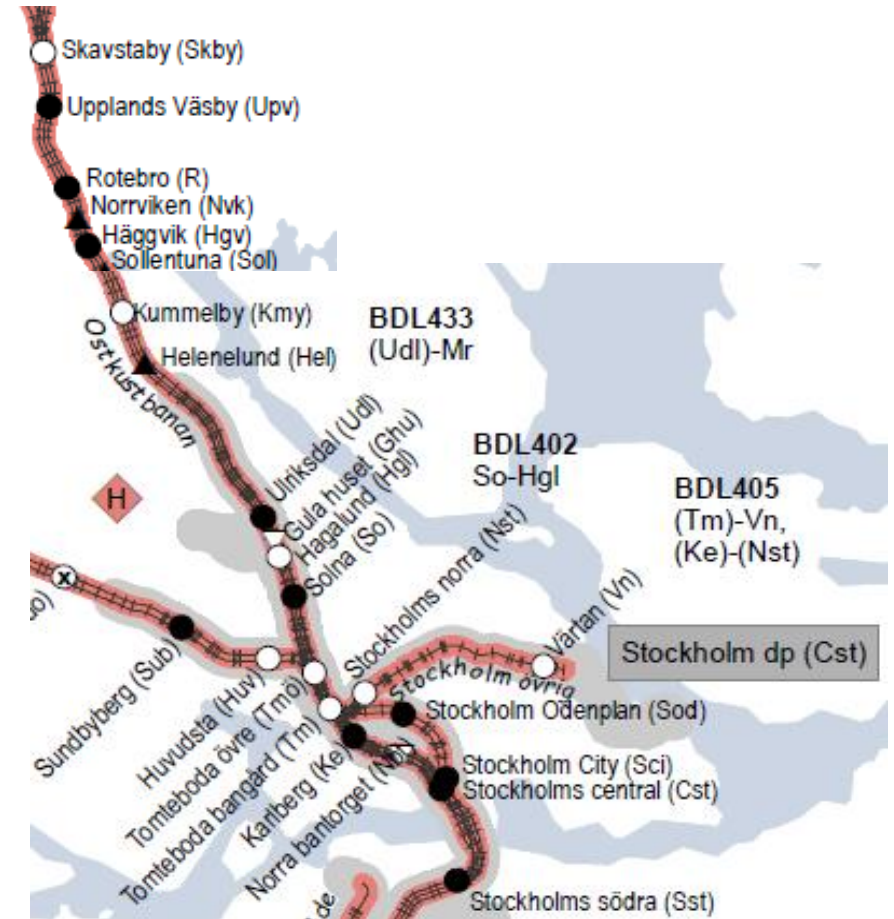 Skavstaby (Skby)
Upplands Väsby (Upv)
Rotebro (R)
Norrviken (Nvk)
Häggvik (Hgv)
Sollentuna (Sol)
Kummelby (Kmy)
Ostkustbanan
Helenelund (Hel)
BDL433
(Udl)-Mr
Ulriksdal (Udl)
Gula huset (Ghu)
Hagalund (Hgl)
Solna (So)
BDL402
So-Hgl
BDL405
(Tm)-Vn,
(Ke)-(Nst)
H
x
Stockholms norra (Nst)
Värtan (Vn)
Stockholm dp (Cst)
Stockholm övrig
Sundbyberg (Sub)
Huvudsta (Huv)
Tomteboda övre (Tmö)
Tomteboda bangård (Tm)
Karlberg (Ke)
Norra bantorget (Nbt)
Stockholm Odenplan (Sod)
Stockholm City (Sci)
Stockholms central (Cst)
Stockholms södra (Sst)
de